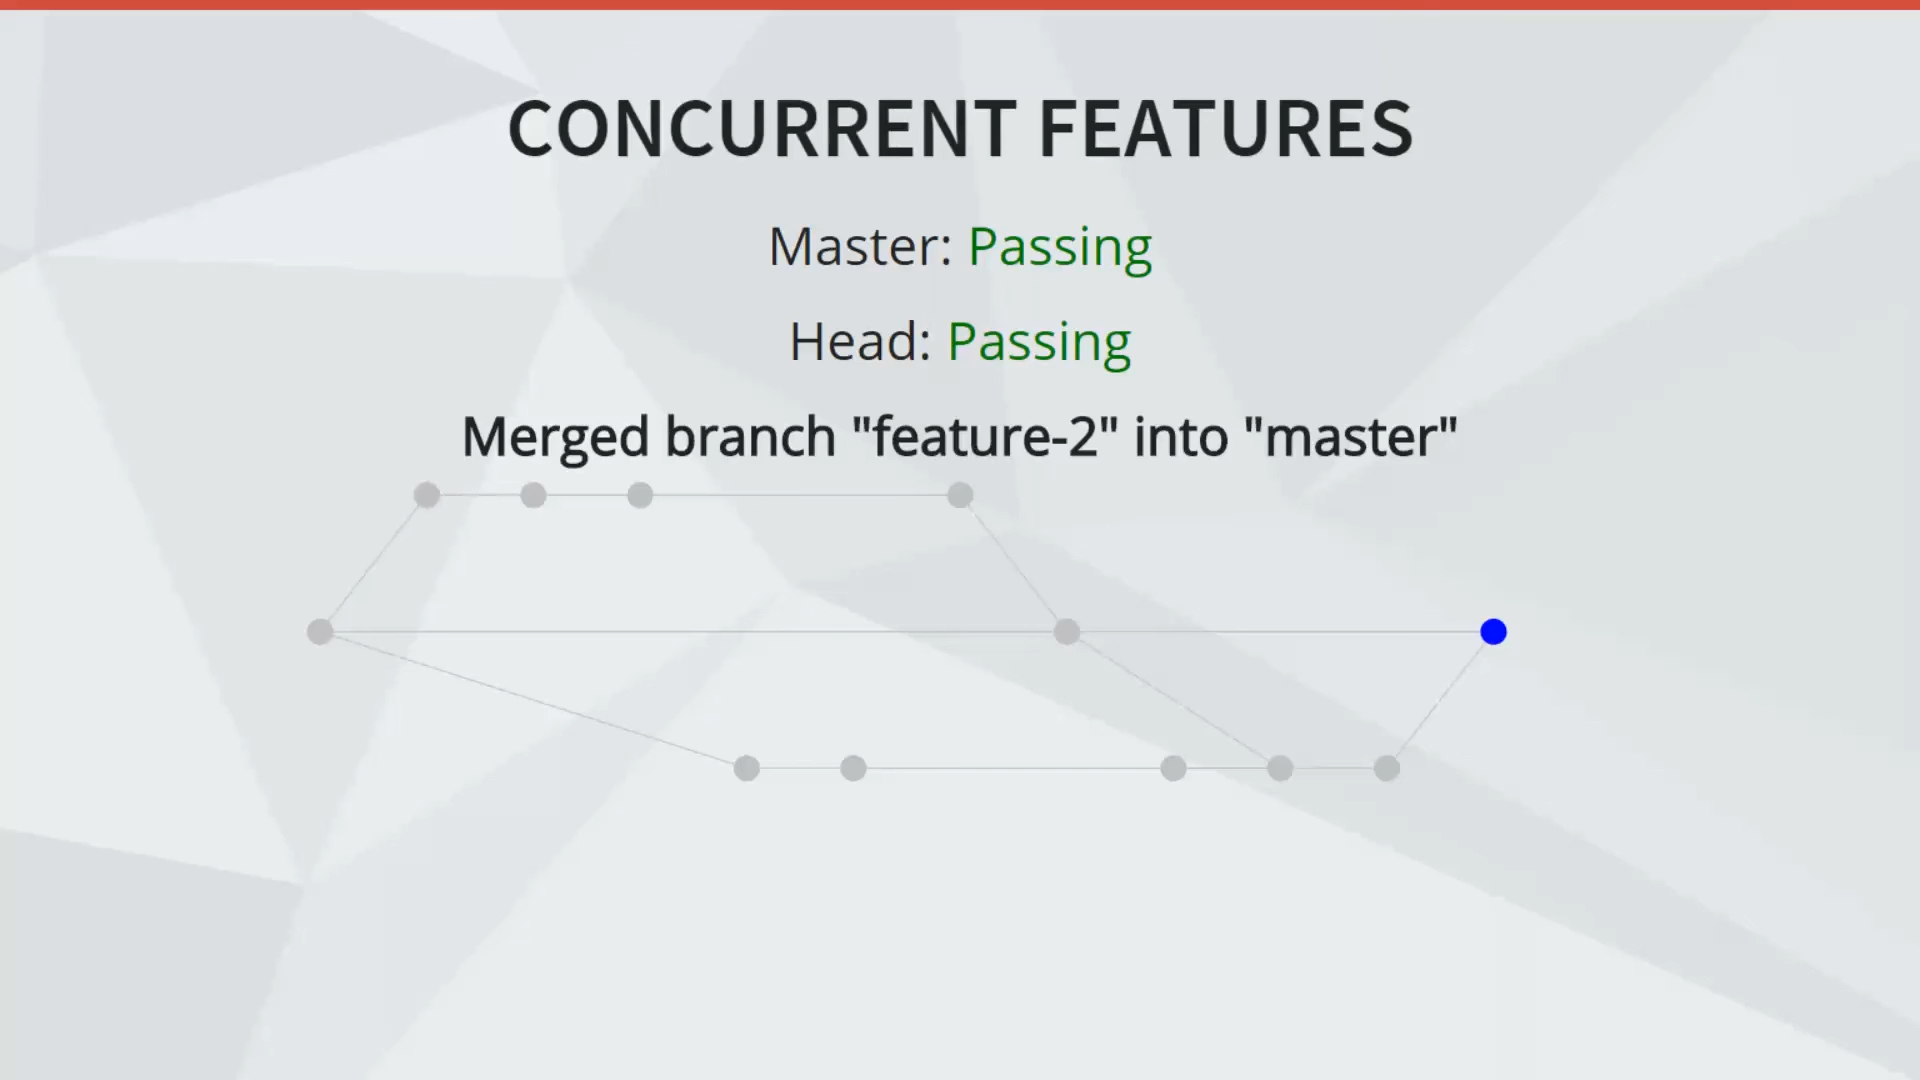 CONCURRENT FEATURES
Master: Passing
Head: Passing
Merged branch "feature-2" into "master"